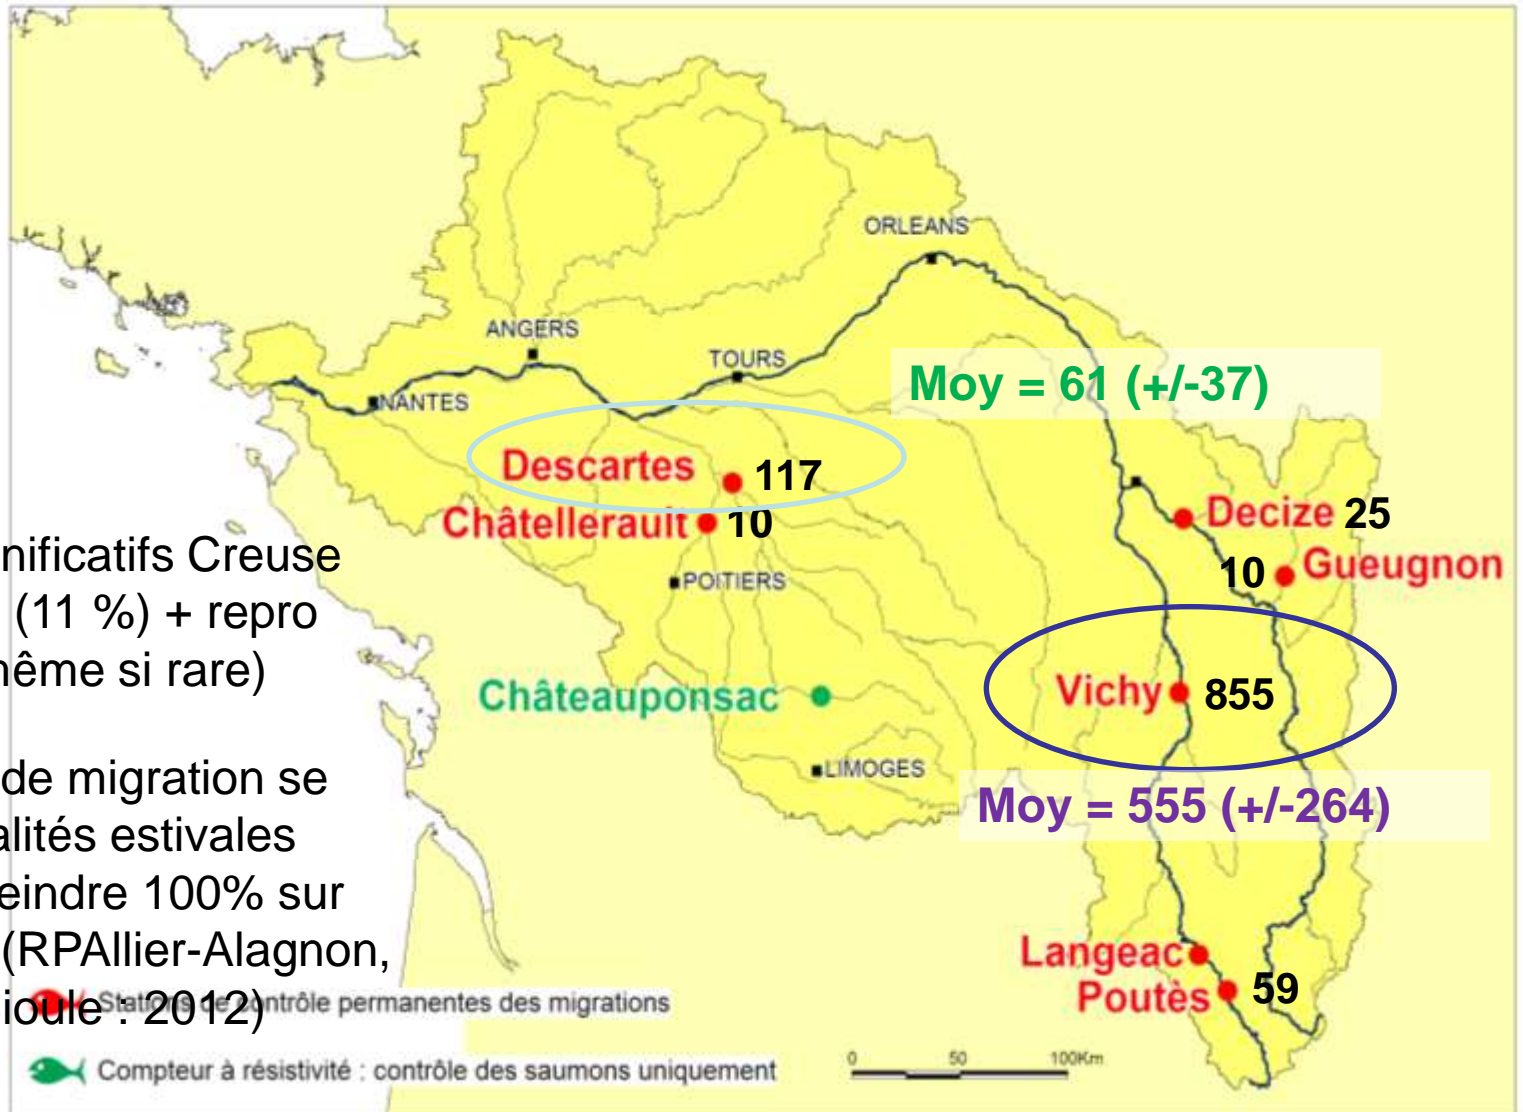 ORLEANS
ANGERS
TOURS
Moy = 61 (+/-37)
NANTES
Descartes 117
Châtellerault 10
Decize 25
10 Gueugnon
nificatifs Creuse
POITIERS
(11 %) + repro
même si rare)
Châteauponsac
Vichy 855
LIMOGES
de migration se
Moy = 555 (+/-264)
alités estivales
eindre 100% sur
(RPAllier-Alagnon,
Langeac
Poutès 59
ioule : 2012)
Stations de contrôle permanentes des migrations
Compteur à résistivité : contrôle des saumons uniquement
0 50 100Km